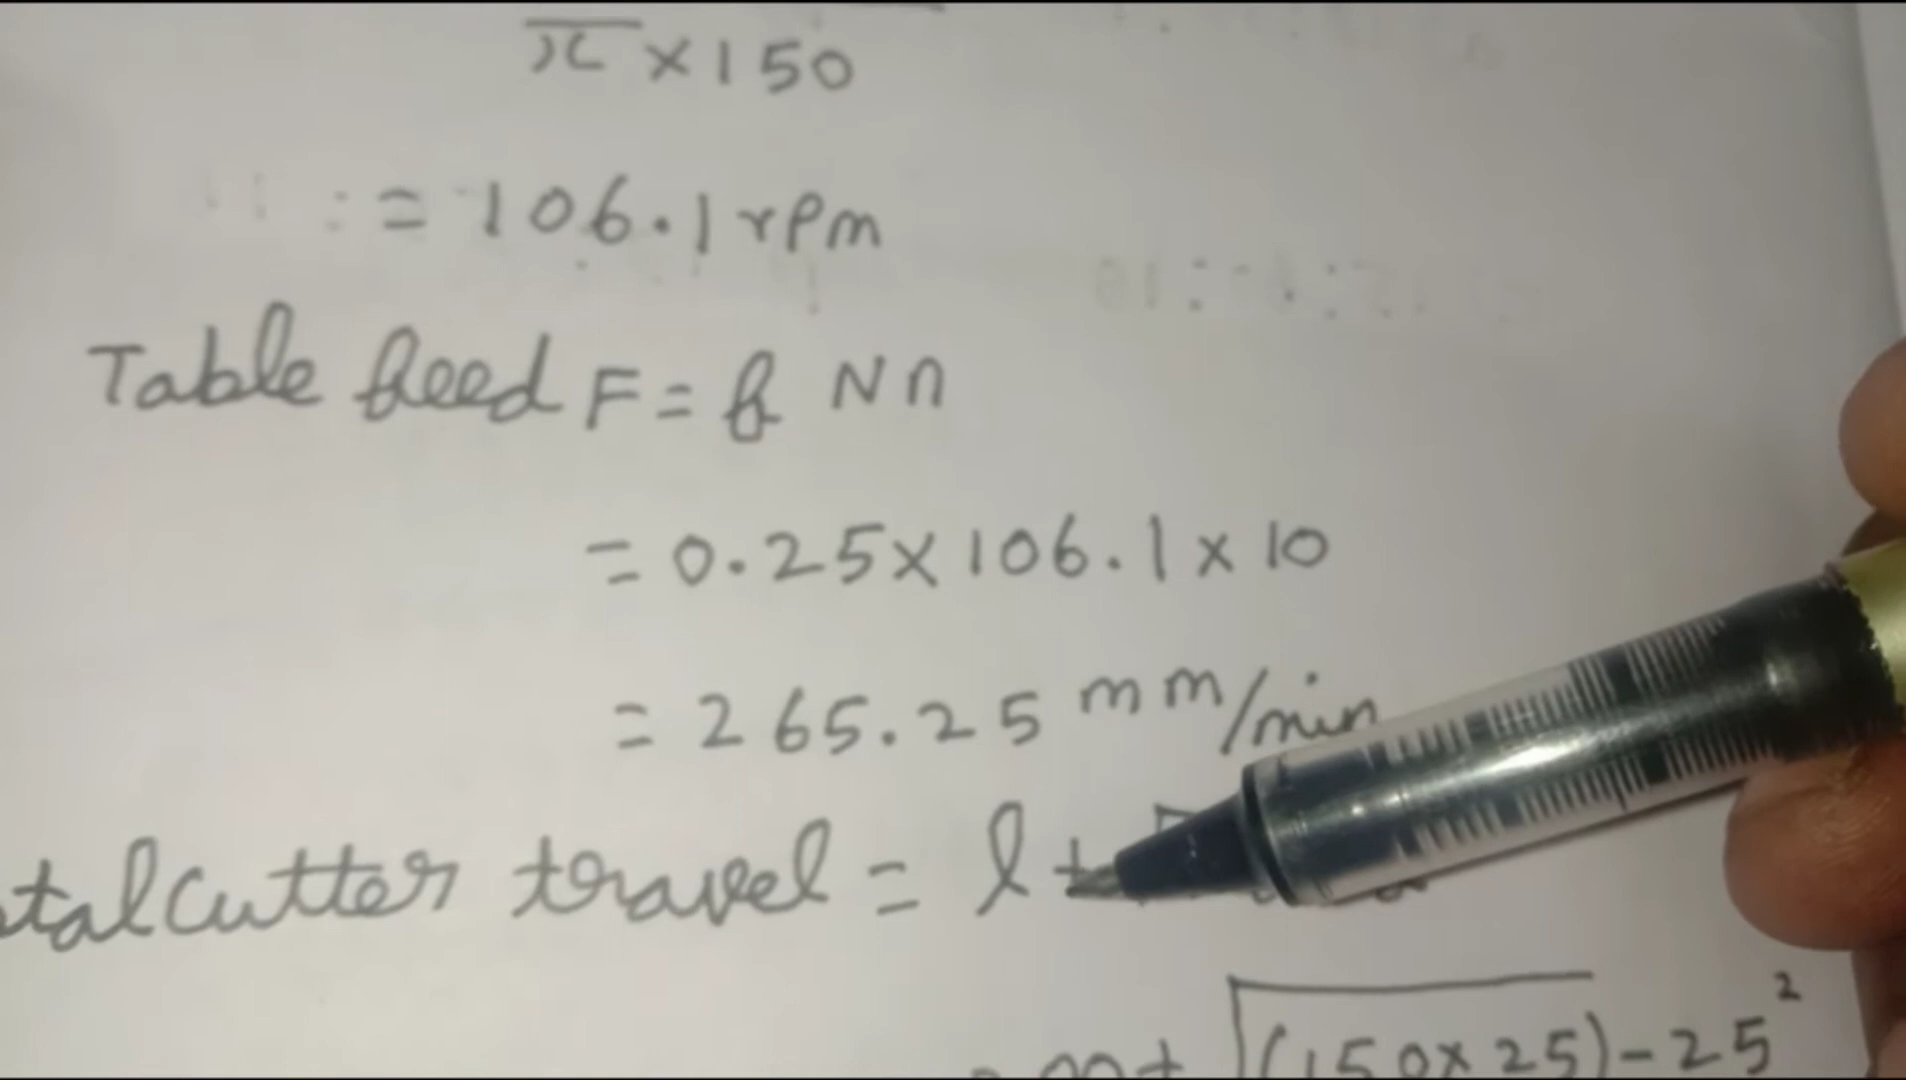 π × 150
= 106.1 rpm
Table feed F = f N n
= 0.25 × 106.1 × 10
= 265.25 mm/min
cutter travel = l +
√(150 × 25) - 25²